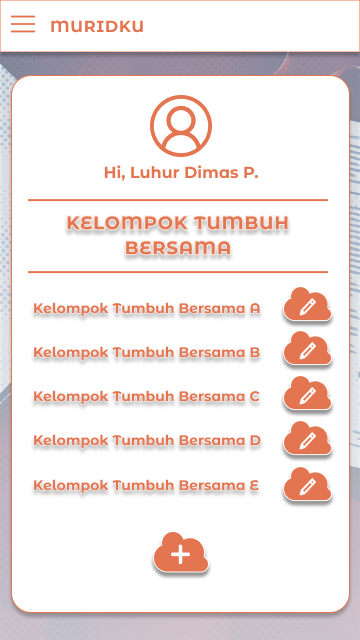 MURIDKU
Hi, Luhur Dimas P.
KELOMPOK TUMBUH
BERSAMA
Kelompok Tumbuh Bersama A
Kelompok Tumbuh Bersama B
Kelompok Tumbuh Bersama C
Kelompok Tumbuh Bersama D
Kelompok Tumbuh Bersama E